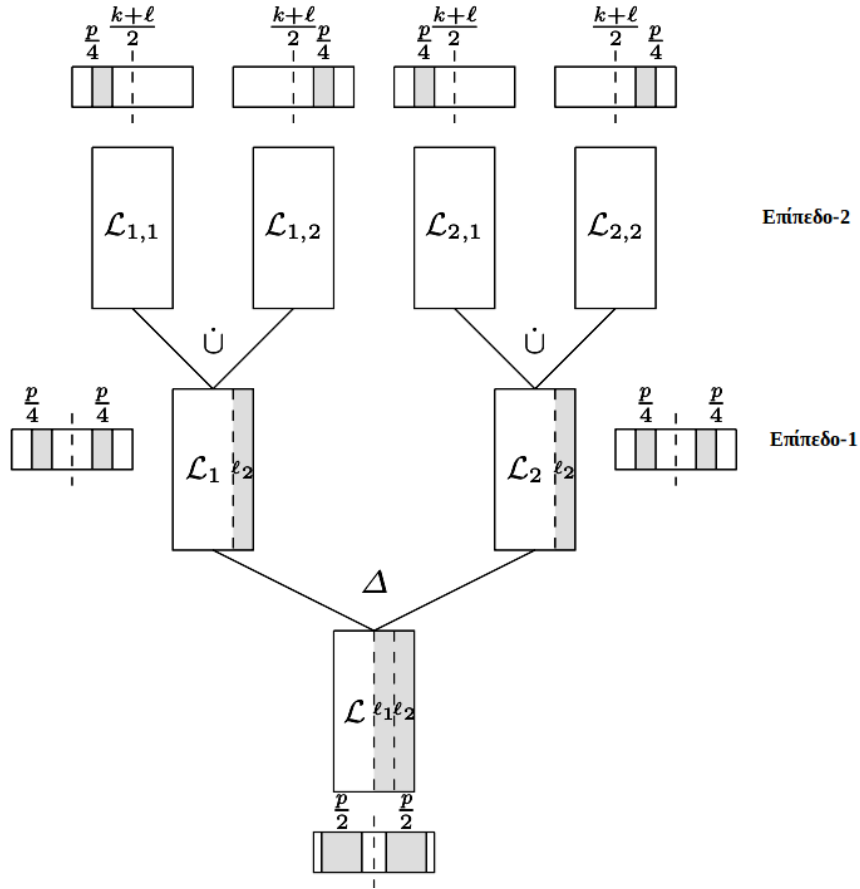 p/4 (k+ℓ)/2 (k+ℓ)/2 p/4 p/4 (k+ℓ)/2 (k+ℓ)/2 p/4
ℒ₁,₁ ℒ₁,₂ ℒ₂,₁ ℒ₂,₂ Επίπεδο-2
∪̇ ∪̇
p/4 p/4 p/4 p/4
ℒ₁ ℓ₂ ℒ₂ ℓ₂ Επίπεδο-1
Δ
ℒ ℓ₁ ℓ₂
p/2 p/2